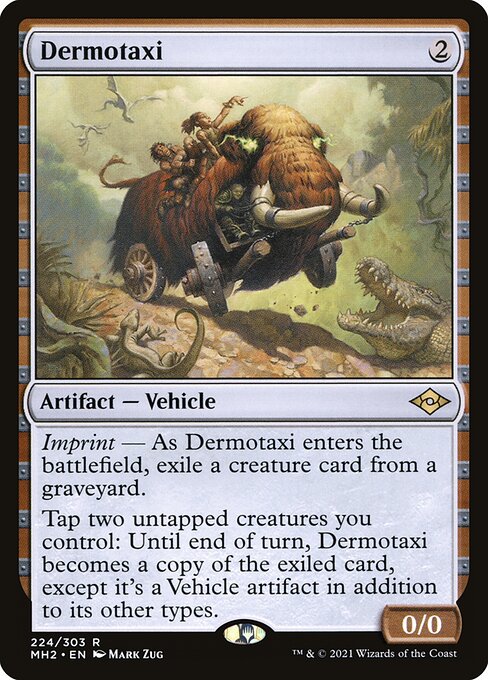 Dermotaxi 2
Artifact — Vehicle
Imprint — As Dermotaxi enters the
battlefield, exile a creature card from a
graveyard.
Tap two untapped creatures you
control: Until end of turn, Dermotaxi
becomes a copy of the exiled card,
except it's a Vehicle artifact in addition
to its other types.
0/0
224/303 R
MH2 • EN Mark Zug
™ & © 2021 Wizards of the Coast